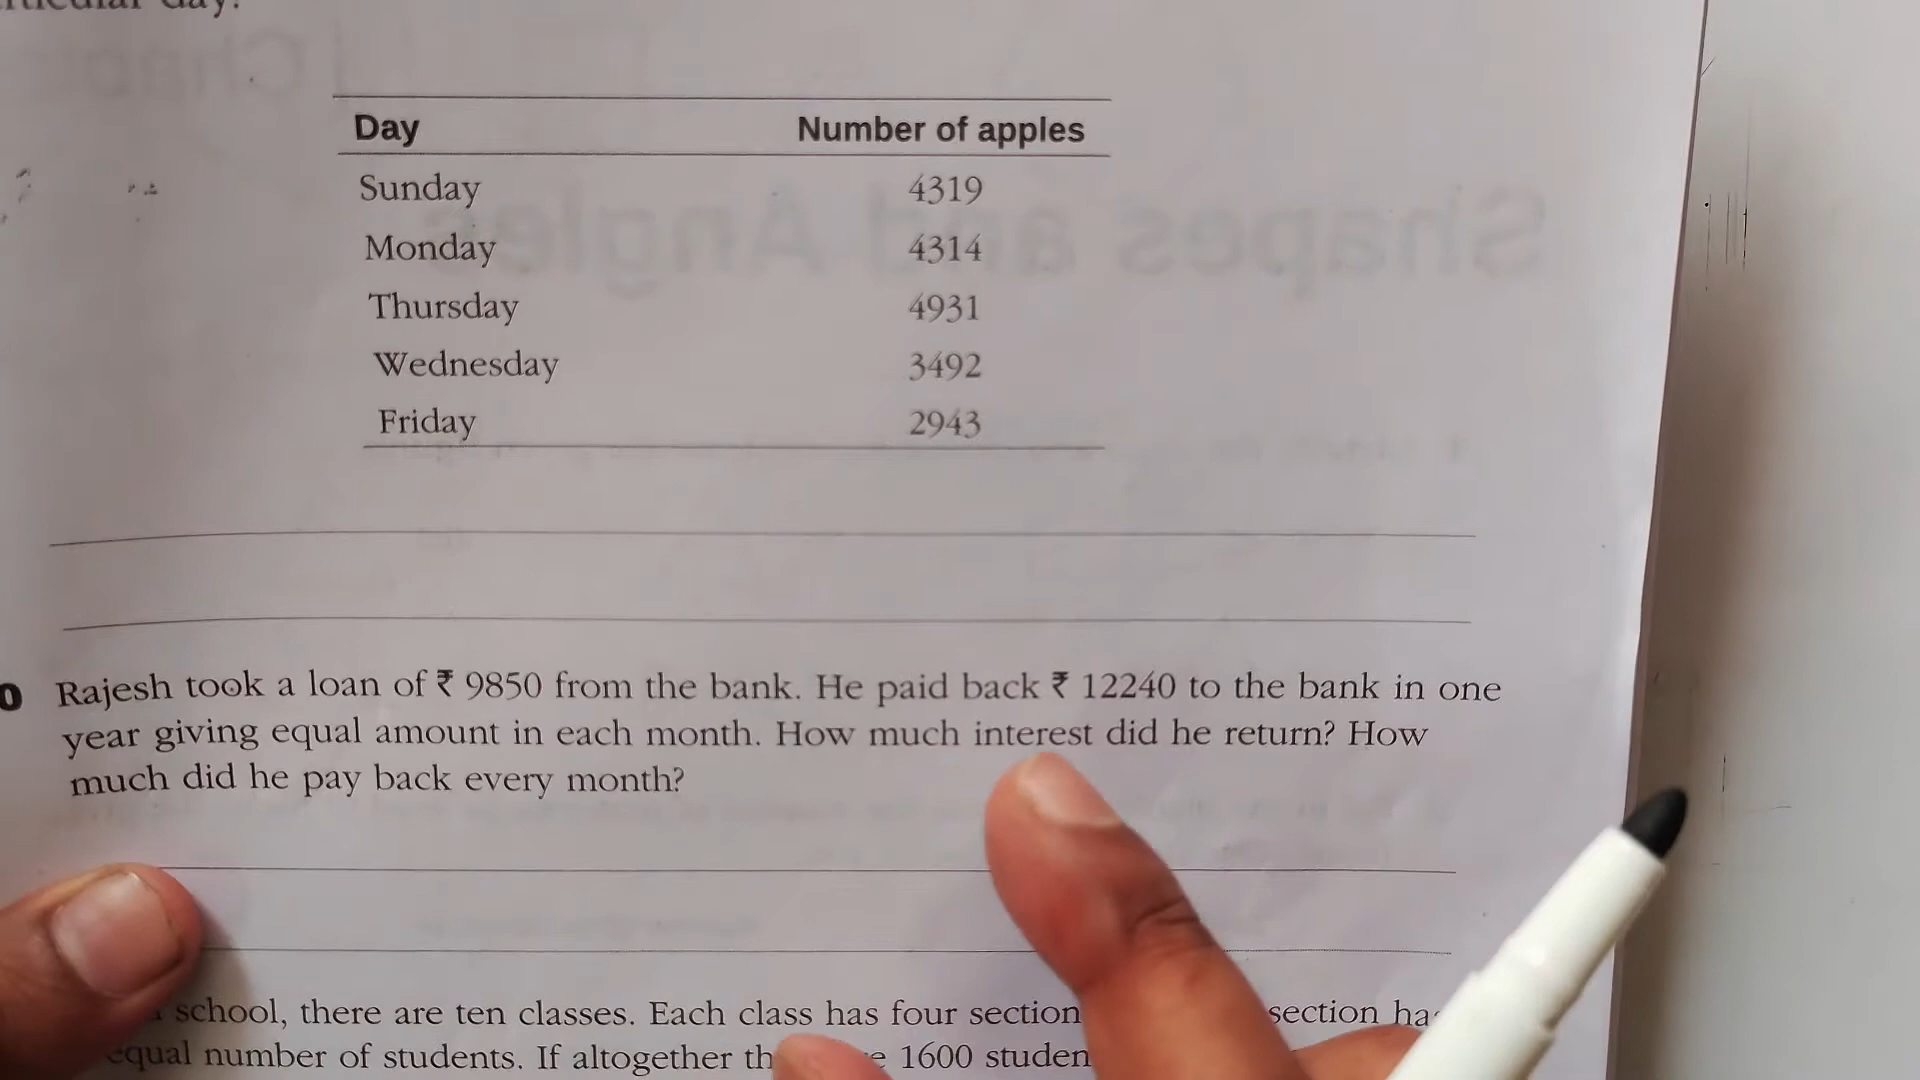 day.
Day Number of apples
Sunday 4319
Monday 4314
Thursday 4931
Wednesday 3492
Friday 2943
0 Rajesh took a loan of ₹ 9850 from the bank. He paid back ₹ 12240 to the bank in one
year giving equal amount in each month. How much interest did he return? How
much did he pay back every month?
school, there are ten classes. Each class has four section section
equal number of students. If altogether 1600